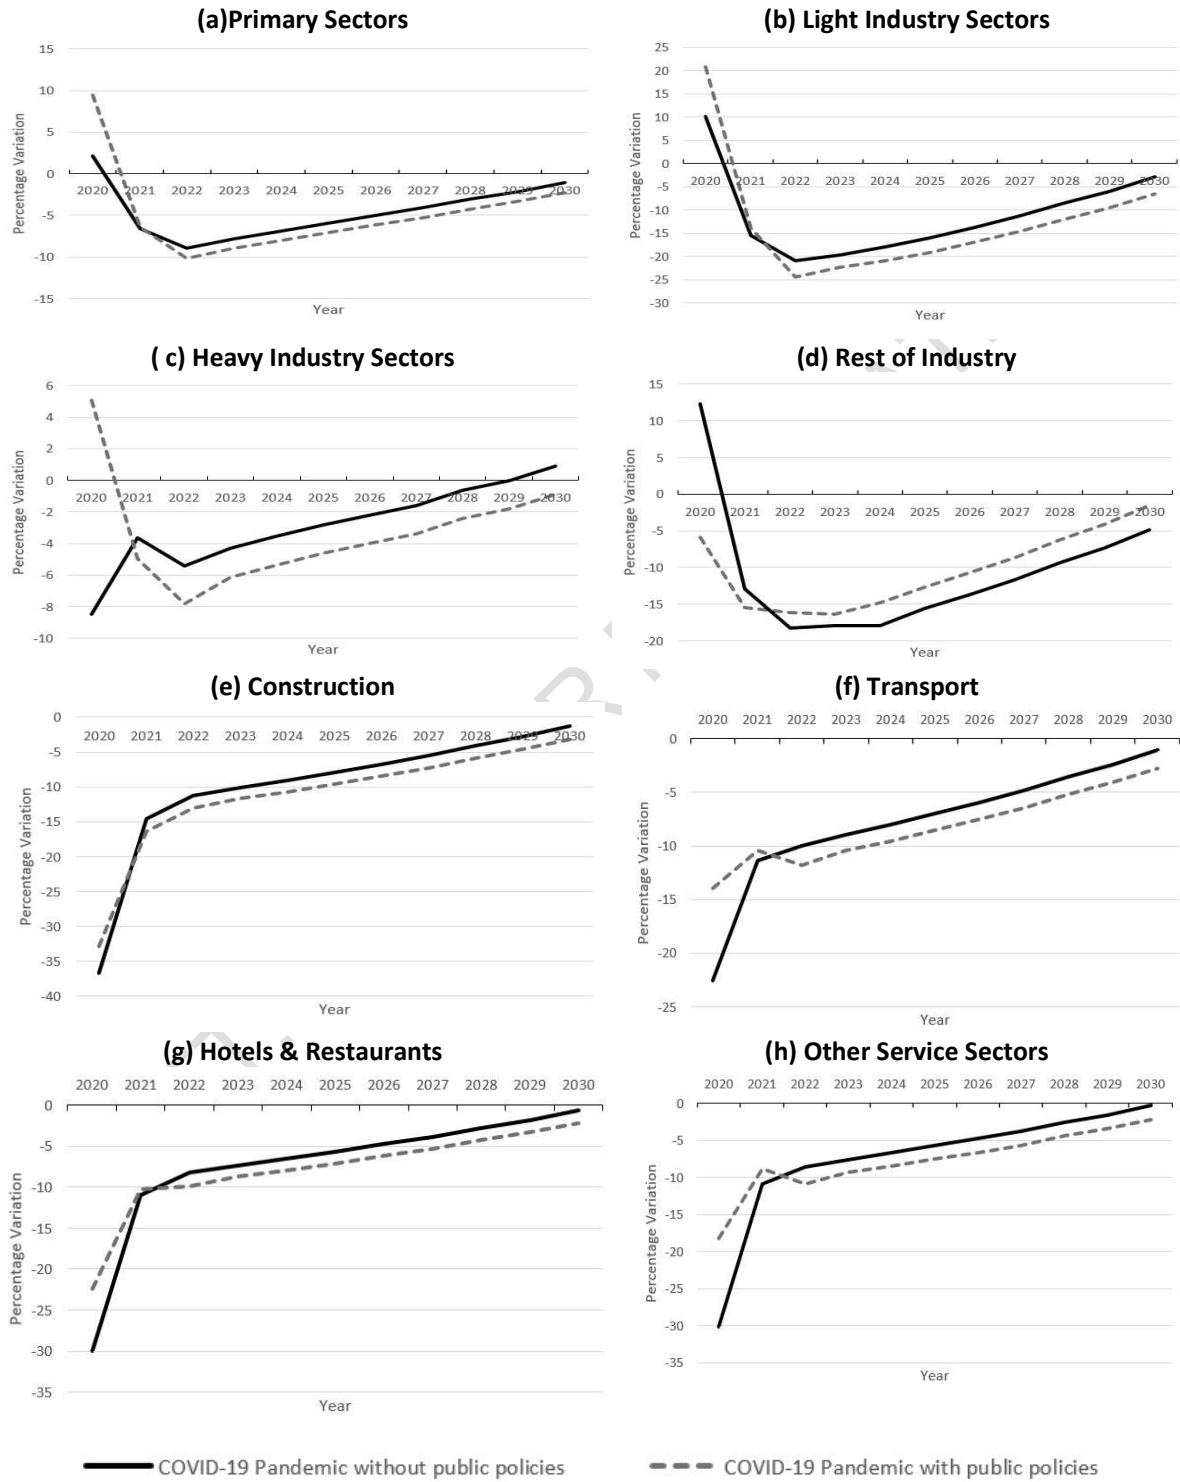 (a)Primary Sectors
15
10
5
0
-5
-10
-15
Percentage Variation
2020 2021 2022 2023 2024 2025 2026 2027 2028 2029 2030
Year
(b) Light Industry Sectors
25
20
15
10
5
0
-5
-10
-15
-20
-25
-30
Percentage Variation
2020 2021 2022 2023 2024 2025 2026 2027 2028 2029 2030
Year
( c) Heavy Industry Sectors
6
4
2
0
-2
-4
-6
-8
-10
Percentage Variation
2020 2021 2022 2023 2024 2025 2026 2027 2028 2029 2030
Year
(d) Rest of Industry
15
10
5
0
-5
-10
-15
-20
Percentage Variation
2020 2021 2022 2023 2024 2025 2026 2027 2028 2029 2030
Year
(e) Construction
0
-5
-10
-15
-20
-25
-30
-35
-40
Percentage Variation
2020 2021 2022 2023 2024 2025 2026 2027 2028 2029 2030
Year
(f) Transport
2020 2021 2022 2023 2024 2025 2026 2027 2028 2029 2030
0
-5
-10
-15
-20
-25
Percentage Variation
Year
(g) Hotels & Restaurants
2020 2021 2022 2023 2024 2025 2026 2027 2028 2029 2030
0
-5
-10
-15
-20
-25
-30
-35
Percentage Variation
Year
(h) Other Service Sectors
2020 2021 2022 2023 2024 2025 2026 2027 2028 2029 2030
0
-5
-10
-15
-20
-25
-30
-35
Percentage Variation
Year
COVID-19 Pandemic without public policies
COVID-19 Pandemic with public policies